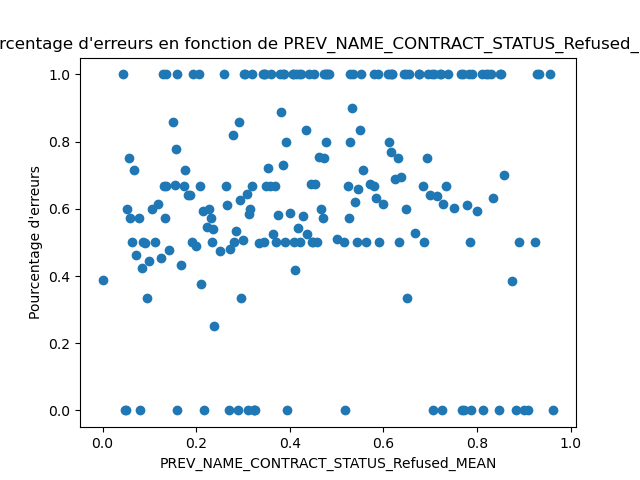 rcentage d'erreurs en fonction de PREV_NAME_CONTRACT_STATUS_Refused_
1.0
0.8
0.6
0.4
0.2
0.0
Pourcentage d'erreurs
0.0 0.2 0.4 0.6 0.8 1.0
PREV_NAME_CONTRACT_STATUS_Refused_MEAN